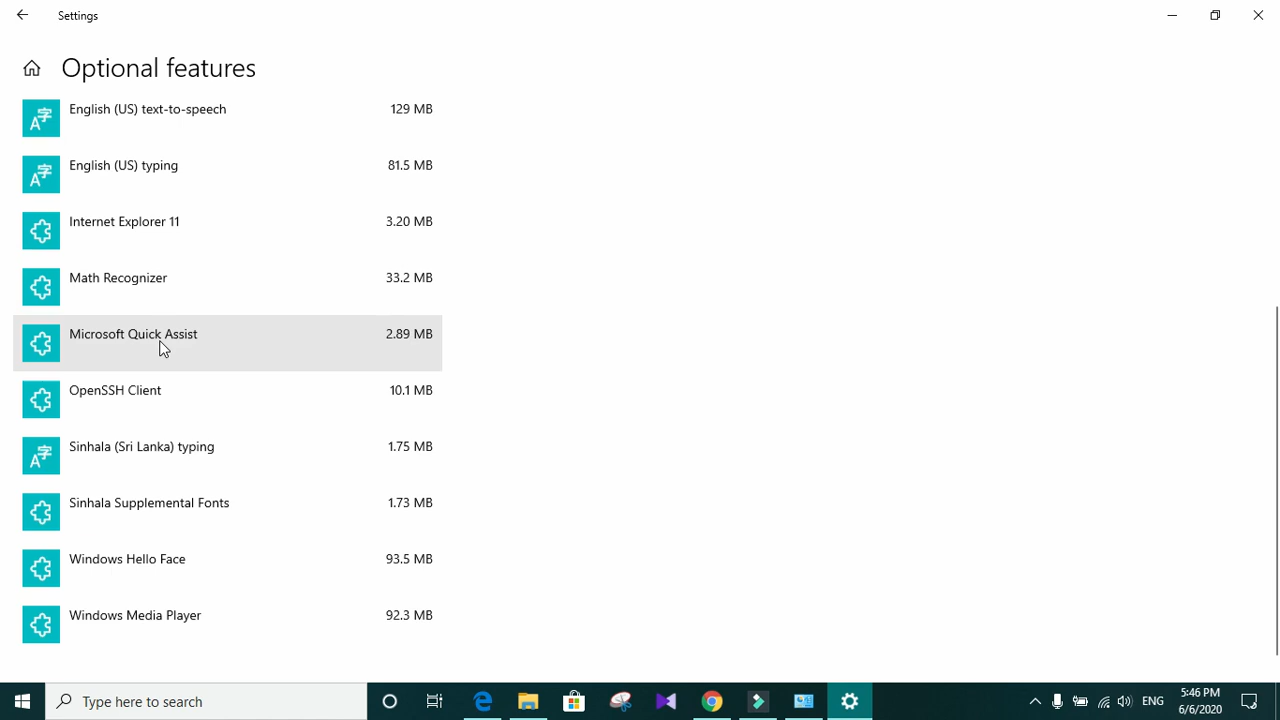 Settings
Optional features
English (US) text-to-speech 129 MB
English (US) typing 81.5 MB
Internet Explorer 11 3.20 MB
Math Recognizer 33.2 MB
Microsoft Quick Assist 2.89 MB
OpenSSH Client 10.1 MB
Sinhala (Sri Lanka) typing 1.75 MB
Sinhala Supplemental Fonts 1.73 MB
Windows Hello Face 93.5 MB
Windows Media Player 92.3 MB
Type here to search
ENG
5:46 PM
6/6/2020